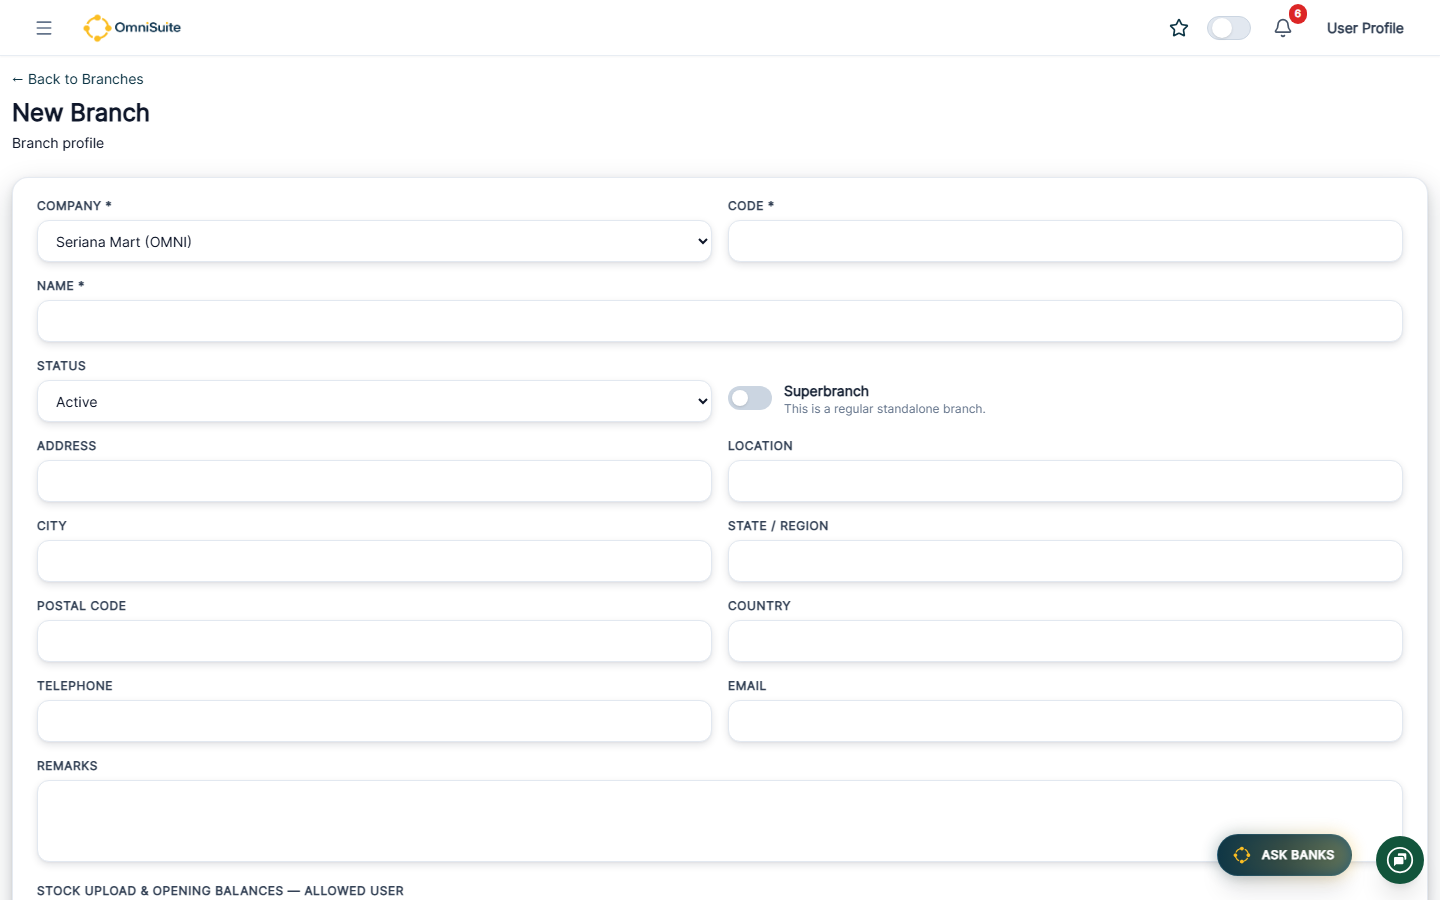 OmniSuite
6
User Profile
← Back to Branches
New Branch
Branch profile
COMPANY *
CODE *
Seriana Mart (OMNI)
NAME *
STATUS
Active
Superbranch
This is a regular standalone branch.
ADDRESS
LOCATION
CITY
STATE / REGION
POSTAL CODE
COUNTRY
TELEPHONE
EMAIL
REMARKS
ASK BANKS
STOCK UPLOAD & OPENING BALANCES — ALLOWED USER